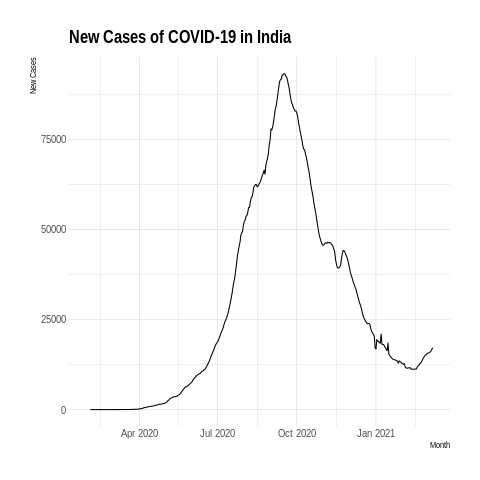 New Cases of COVID-19 in India
New Cases
75000
50000
25000
0
Apr 2020 Jul 2020 Oct 2020 Jan 2021
Month